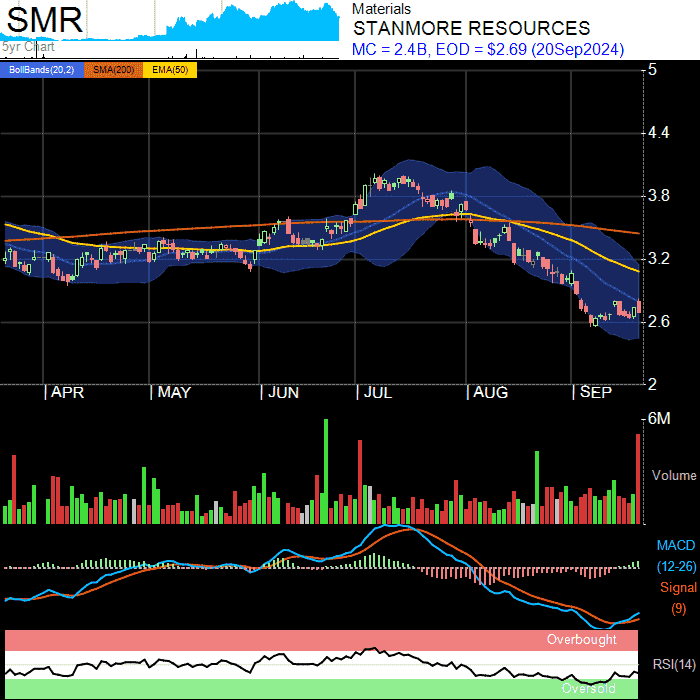 SMR
5yr Chart
Materials
STANMORE RESOURCES
MC = 2.4B, EOD = $2.69 (20Sep2024)
BollBands(20,2) SMA(200) EMA(50)
5
4.4
3.8
3.2
2.6
2
APR MAY JUN JUL AUG SEP
6M
Volume
MACD
(12-26)
Signal
(9)
Overbought
RSI(14)
Oversold